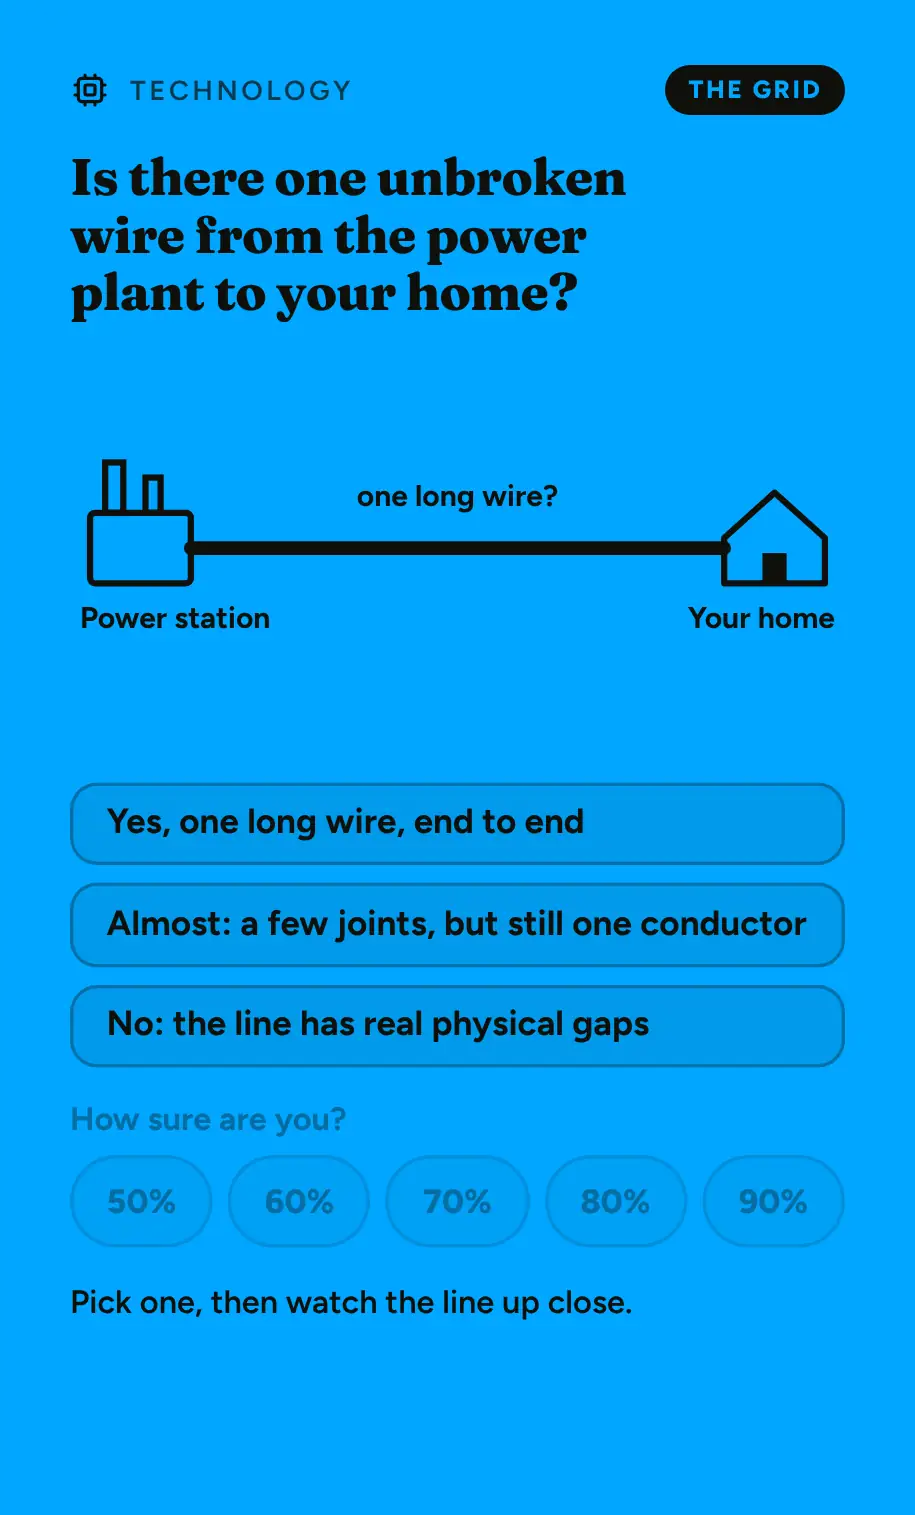 TECHNOLOGY
THE GRID
Is there one unbroken
wire from the power
plant to your home?
one long wire?
Power station
Your home
Yes, one long wire, end to end
Almost: a few joints, but still one conductor
No: the line has real physical gaps
How sure are you?
50%
60%
70%
80%
90%
Pick one, then watch the line up close.